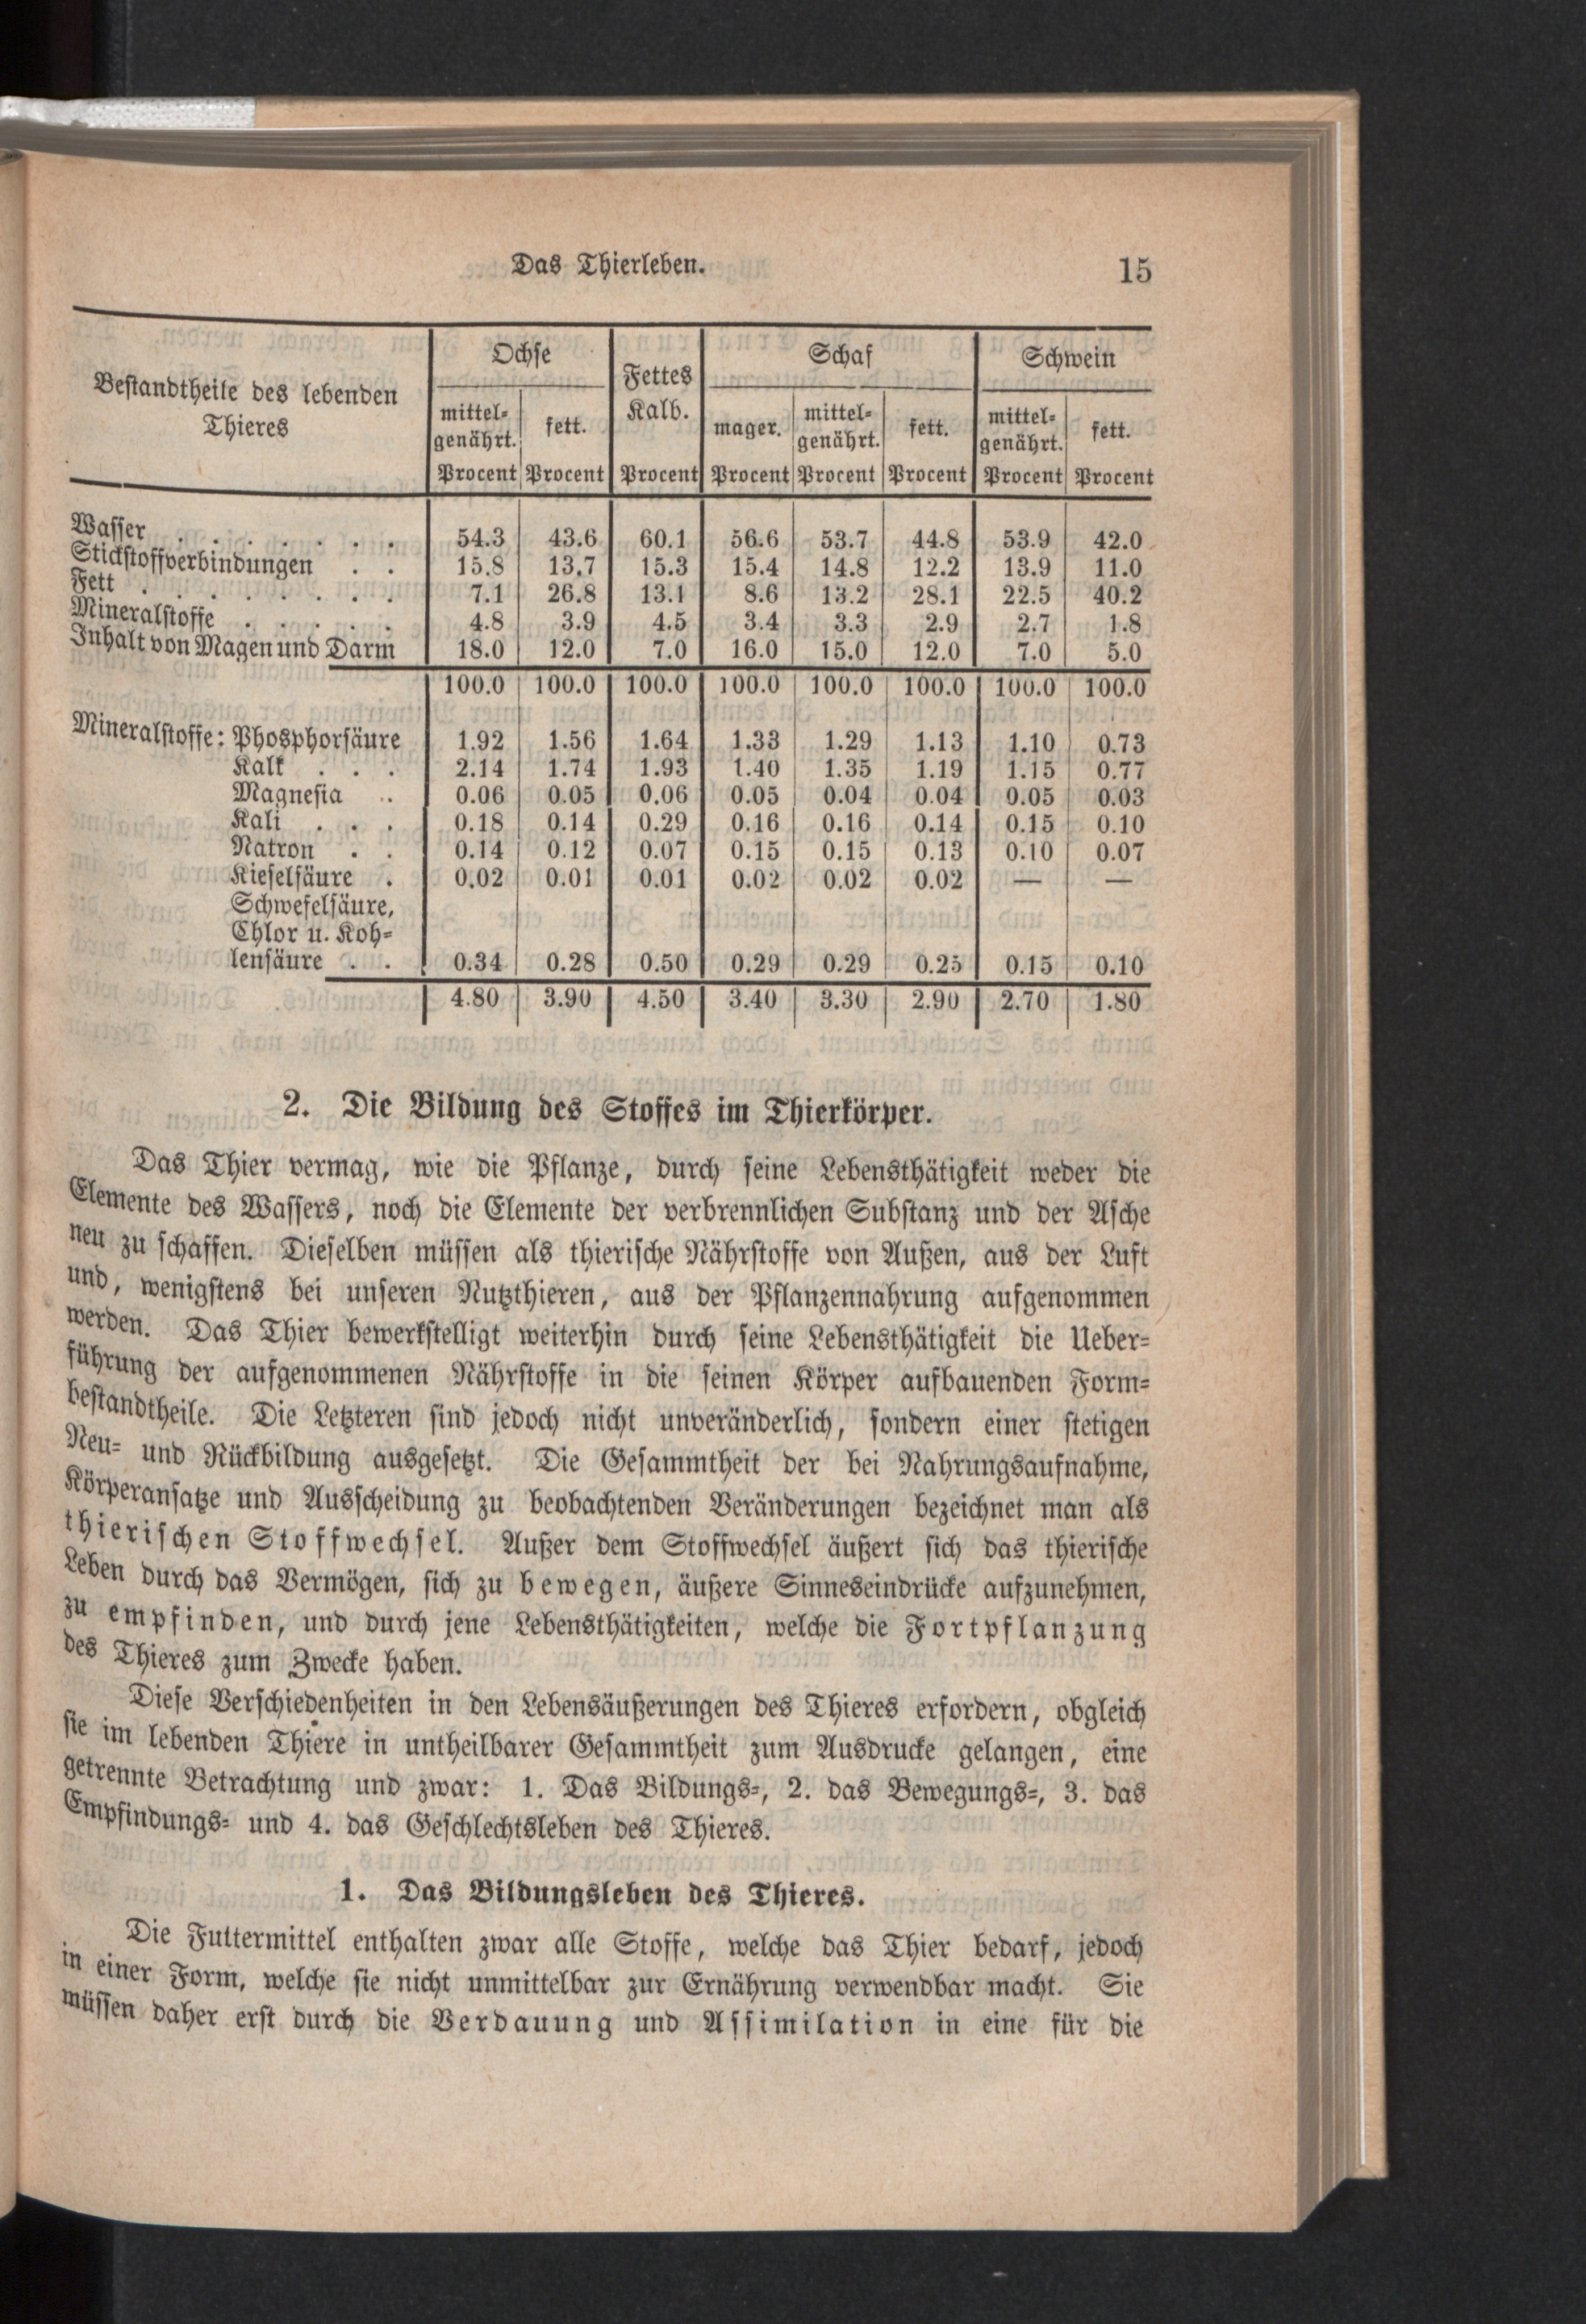 Das Thierleben. 15
Bestandtheile des lebenden Thieres | Ochse | Fettes Kalb. | Schaf | Schwein
mittel-genährt. | fett. | mager. | mittel-genährt. | fett. | mittel-genährt. | fett.
Procent | Procent | Procent | Procent | Procent | Procent | Procent | Procent
Wasser . . . . . . . 54.3 43.6 60.1 56.6 53.7 44.8 53.9 42.0
Stickstoffverbindungen . . 15.8 13.7 15.3 15.4 14.8 12.2 13.9 11.0
Fett . . . . . . . . 7.1 26.8 13.1 8.6 13.2 28.1 22.5 40.2
Mineralstoffe . . . . . 4.8 3.9 4.5 3.4 3.3 2.9 2.7 1.8
Inhalt von Magen und Darm 18.0 12.0 7.0 16.0 15.0 12.0 7.0 5.0
100.0 100.0 100.0 100.0 100.0 100.0 100.0 100.0
Mineralstoffe: Phosphorsäure 1.92 1.56 1.64 1.33 1.29 1.13 1.10 0.73
Kalk . . . 2.14 1.74 1.93 1.40 1.35 1.19 1.15 0.77
Magnesia . . 0.06 0.05 0.06 0.05 0.04 0.04 0.05 0.03
Kali . . . 0.18 0.14 0.29 0.16 0.16 0.14 0.15 0.10
Natron . . 0.14 0.12 0.07 0.15 0.15 0.13 0.10 0.07
Kieselsäure . 0.02 0.01 0.01 0.02 0.02 0.02 — —
Schwefelsäure,
Chlor u. Koh-
lensäure . . 0.34 0.28 0.50 0.29 0.29 0.25 0.15 0.10
4.80 3.90 4.50 3.40 3.30 2.90 2.70 1.80
2. Die Bildung des Stoffes im Thierkörper.
Das Thier vermag, wie die Pflanze, durch seine Lebensthätigkeit weder die
Elemente des Wassers, noch die Elemente der verbrennlichen Substanz und der Asche
neu zu schaffen. Dieselben müssen als thierische Nährstoffe von Außen, aus der Luft
und, wenigstens bei unseren Nutzthieren, aus der Pflanzennahrung aufgenommen
werden. Das Thier bewerkstelligt weiterhin durch seine Lebensthätigkeit die Ueber-
führung der aufgenommenen Nährstoffe in die seinen Körper aufbauenden Form-
bestandtheile. Die Letzteren sind jedoch nicht unveränderlich, sondern einer stetigen
Neu- und Rückbildung ausgesetzt. Die Gesammtheit der bei Nahrungsaufnahme,
Körperansatze und Ausscheidung zu beobachtenden Veränderungen bezeichnet man als
thierischen Stoffwechsel. Außer dem Stoffwechsel äußert sich das thierische
Leben durch das Vermögen, sich zu bewegen, äußere Sinneseindrücke aufzunehmen,
zu empfinden, und durch jene Lebensthätigkeiten, welche die Fortpflanzung
des Thieres zum Zwecke haben.
Diese Verschiedenheiten in den Lebensäußerungen des Thieres erfordern, obgleich
sie im lebenden Thiere in untheilbarer Gesammtheit zum Ausdrucke gelangen, eine
getrennte Betrachtung und zwar: 1. Das Bildungs-, 2. das Bewegungs-, 3. das
Empfindungs- und 4. das Geschlechtsleben des Thieres.
1. Das Bildungsleben des Thieres.
Die Futtermittel enthalten zwar alle Stoffe, welche das Thier bedarf, jedoch
in einer Form, welche sie nicht unmittelbar zur Ernährung verwendbar macht. Sie
müssen daher erst durch die Verdauung und Assimilation in eine für die